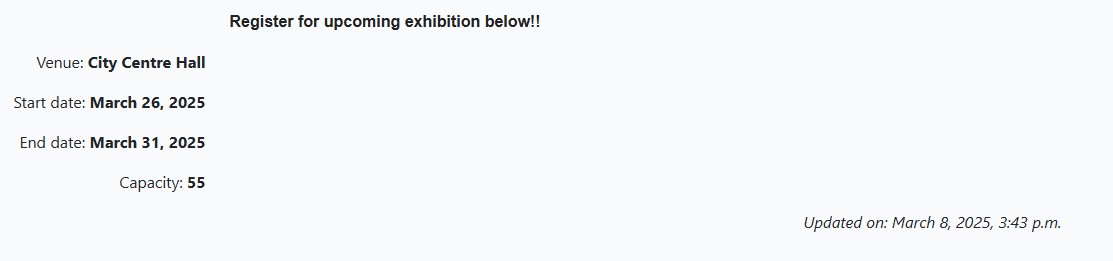 Register for upcoming exhibition below!!
Venue: City Centre Hall
Start date: March 26, 2025
End date: March 31, 2025
Capacity: 55
Updated on: March 8, 2025, 3:43 p.m.